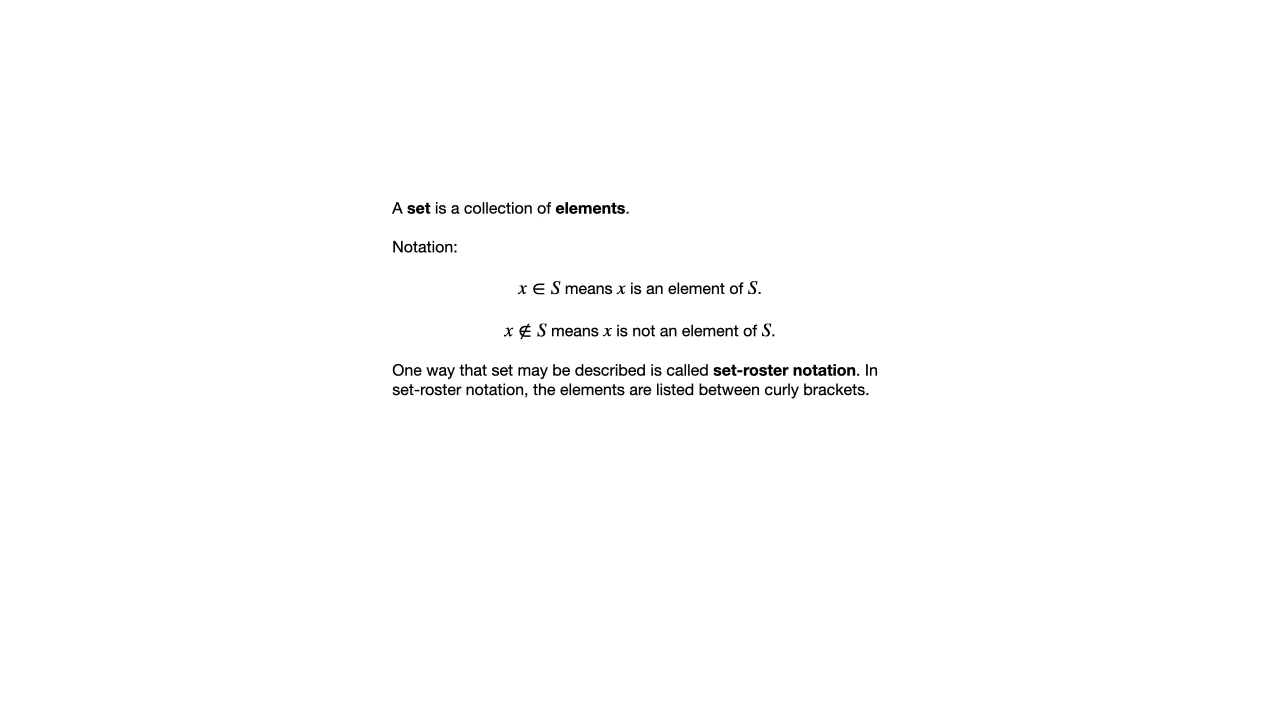 A set is a collection of elements.
Notation:
x ∈ S means x is an element of S.
x ∉ S means x is not an element of S.
One way that set may be described is called set-roster notation. In
set-roster notation, the elements are listed between curly brackets.